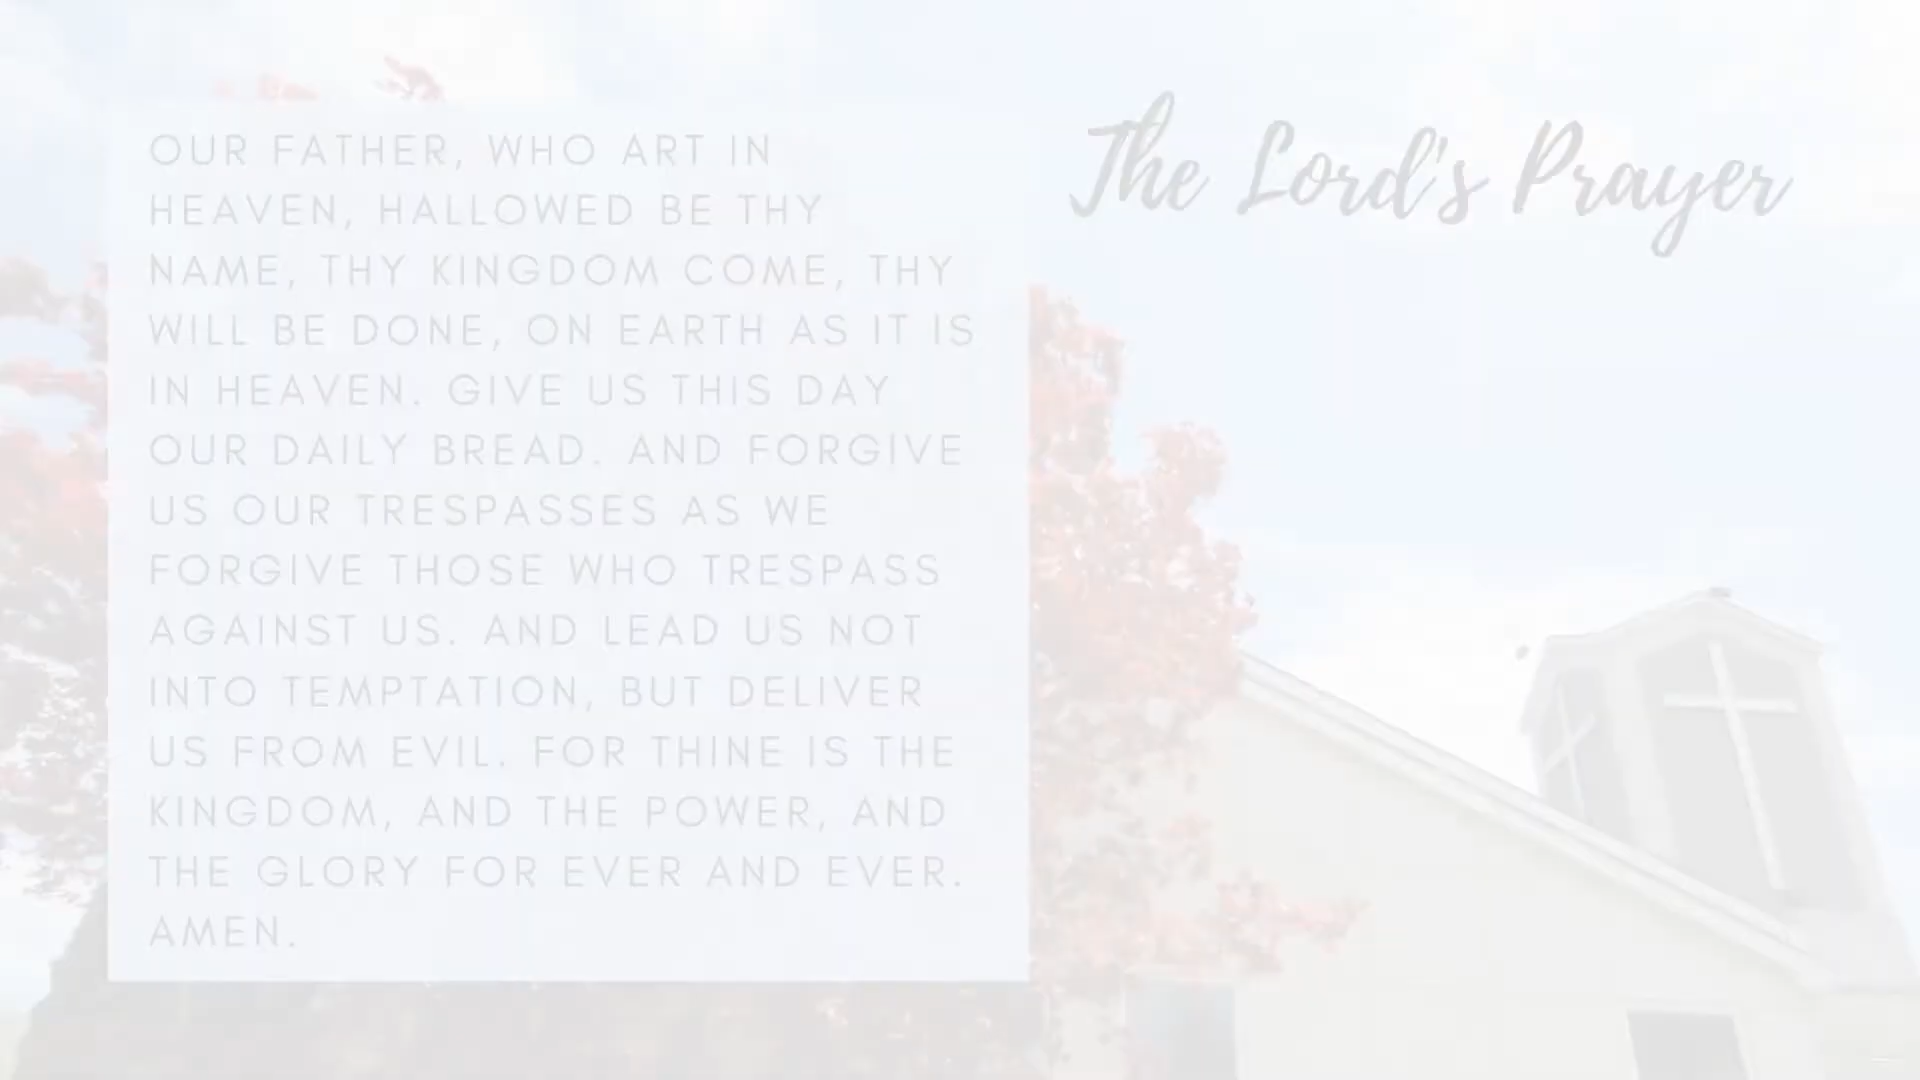 The Lord's Prayer
OUR FATHER, WHO ART IN
HEAVEN, HALLOWED BE THY
NAME, THY KINGDOM COME, THY
WILL BE DONE, ON EARTH AS IT IS
IN HEAVEN. GIVE US THIS DAY
OUR DAILY BREAD. AND FORGIVE
US OUR TRESPASSES AS WE
FORGIVE THOSE WHO TRESPASS
AGAINST US. AND LEAD US NOT
INTO TEMPTATION, BUT DELIVER
US FROM EVIL. FOR THINE IS THE
KINGDOM, AND THE POWER, AND
THE GLORY FOR EVER AND EVER.
AMEN.